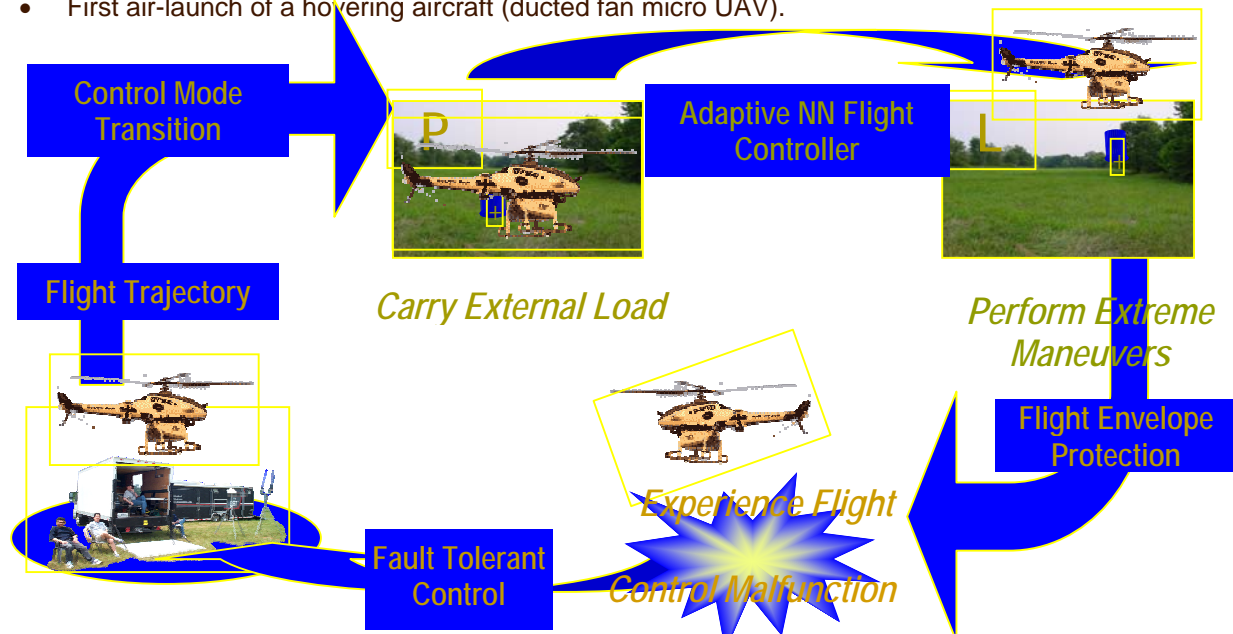 • First air-launch of a hovering aircraft (ducted fan micro UAV).
Control Mode
Transition
P
Adaptive NN Flight
Controller
L
Flight Trajectory
Carry External Load
Perform Extreme
Maneuvers
Flight Envelope
Protection
Experience Flight
Control Malfunction
Fault Tolerant
Control